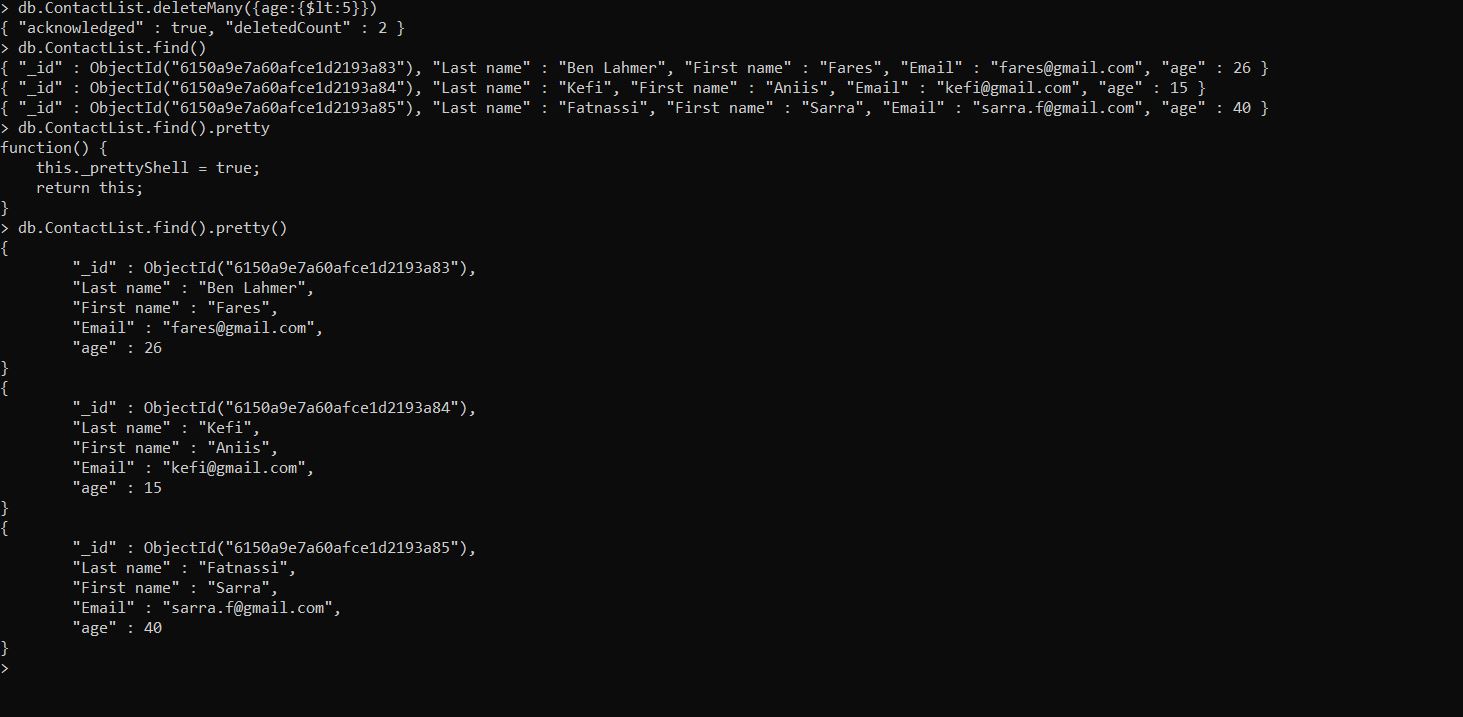 > db.ContactList.deleteMany({age:{$lt:5}})
{ "acknowledged" : true, "deletedCount" : 2 }
> db.ContactList.find()
{ "_id" : ObjectId("6150a9e7a60afce1d2193a83"), "Last name" : "Ben Lahmer", "First name" : "Fares", "Email" : "fares@gmail.com", "age" : 26 }
{ "_id" : ObjectId("6150a9e7a60afce1d2193a84"), "Last name" : "Kefi", "First name" : "Aniis", "Email" : "kefi@gmail.com", "age" : 15 }
{ "_id" : ObjectId("6150a9e7a60afce1d2193a85"), "Last name" : "Fatnassi", "First name" : "Sarra", "Email" : "sarra.f@gmail.com", "age" : 40 }
> db.ContactList.find().pretty
function() {
    this._prettyShell = true;
    return this;
}
> db.ContactList.find().pretty()
{
        "_id" : ObjectId("6150a9e7a60afce1d2193a83"),
        "Last name" : "Ben Lahmer",
        "First name" : "Fares",
        "Email" : "fares@gmail.com",
        "age" : 26
}
{
        "_id" : ObjectId("6150a9e7a60afce1d2193a84"),
        "Last name" : "Kefi",
        "First name" : "Aniis",
        "Email" : "kefi@gmail.com",
        "age" : 15
}
{
        "_id" : ObjectId("6150a9e7a60afce1d2193a85"),
        "Last name" : "Fatnassi",
        "First name" : "Sarra",
        "Email" : "sarra.f@gmail.com",
        "age" : 40
}
>